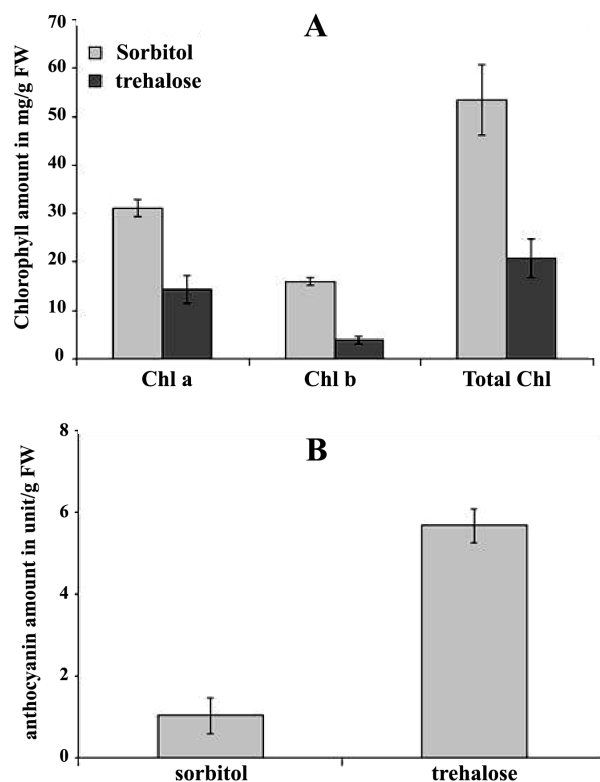 A
Sorbitol
trehalose
Chlorophyll amount in mg/g FW
70
60
50
40
30
20
10
0
Chl a Chl b Total Chl
B
anthocyanin amount in unit/g FW
8
6
4
2
0
sorbitol trehalose